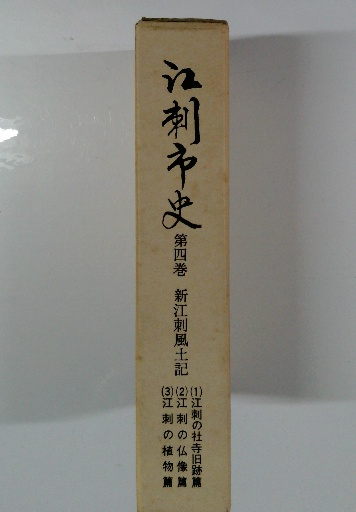 江刺市史
第四巻 新江刺風土記
(1)江刺の社寺旧跡篇
(2)江刺の仏像篇
(3)江刺の植物篇